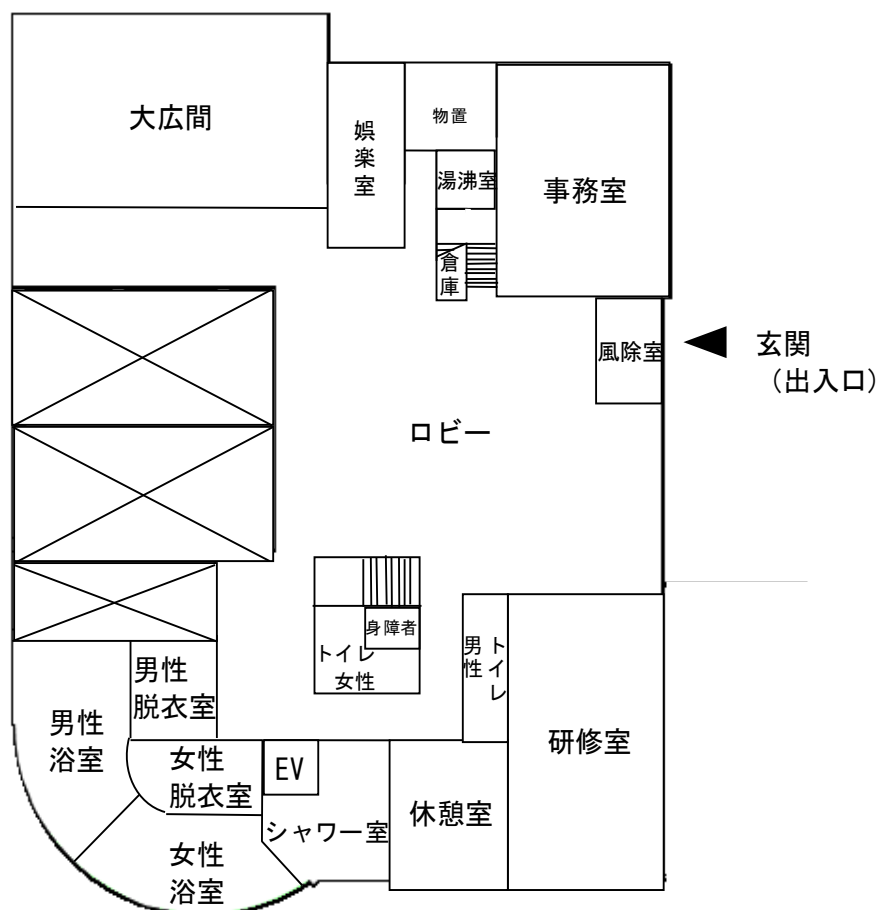 大広間
娯楽室
物置
湯沸室
事務室
倉庫
風除室
玄関
（出入口）
ロビー
身障者
トイレ
女性
男性
トイレ
男性
脱衣室
男性
浴室
女性
脱衣室
EV
研修室
休憩室
シャワー室
女性
浴室